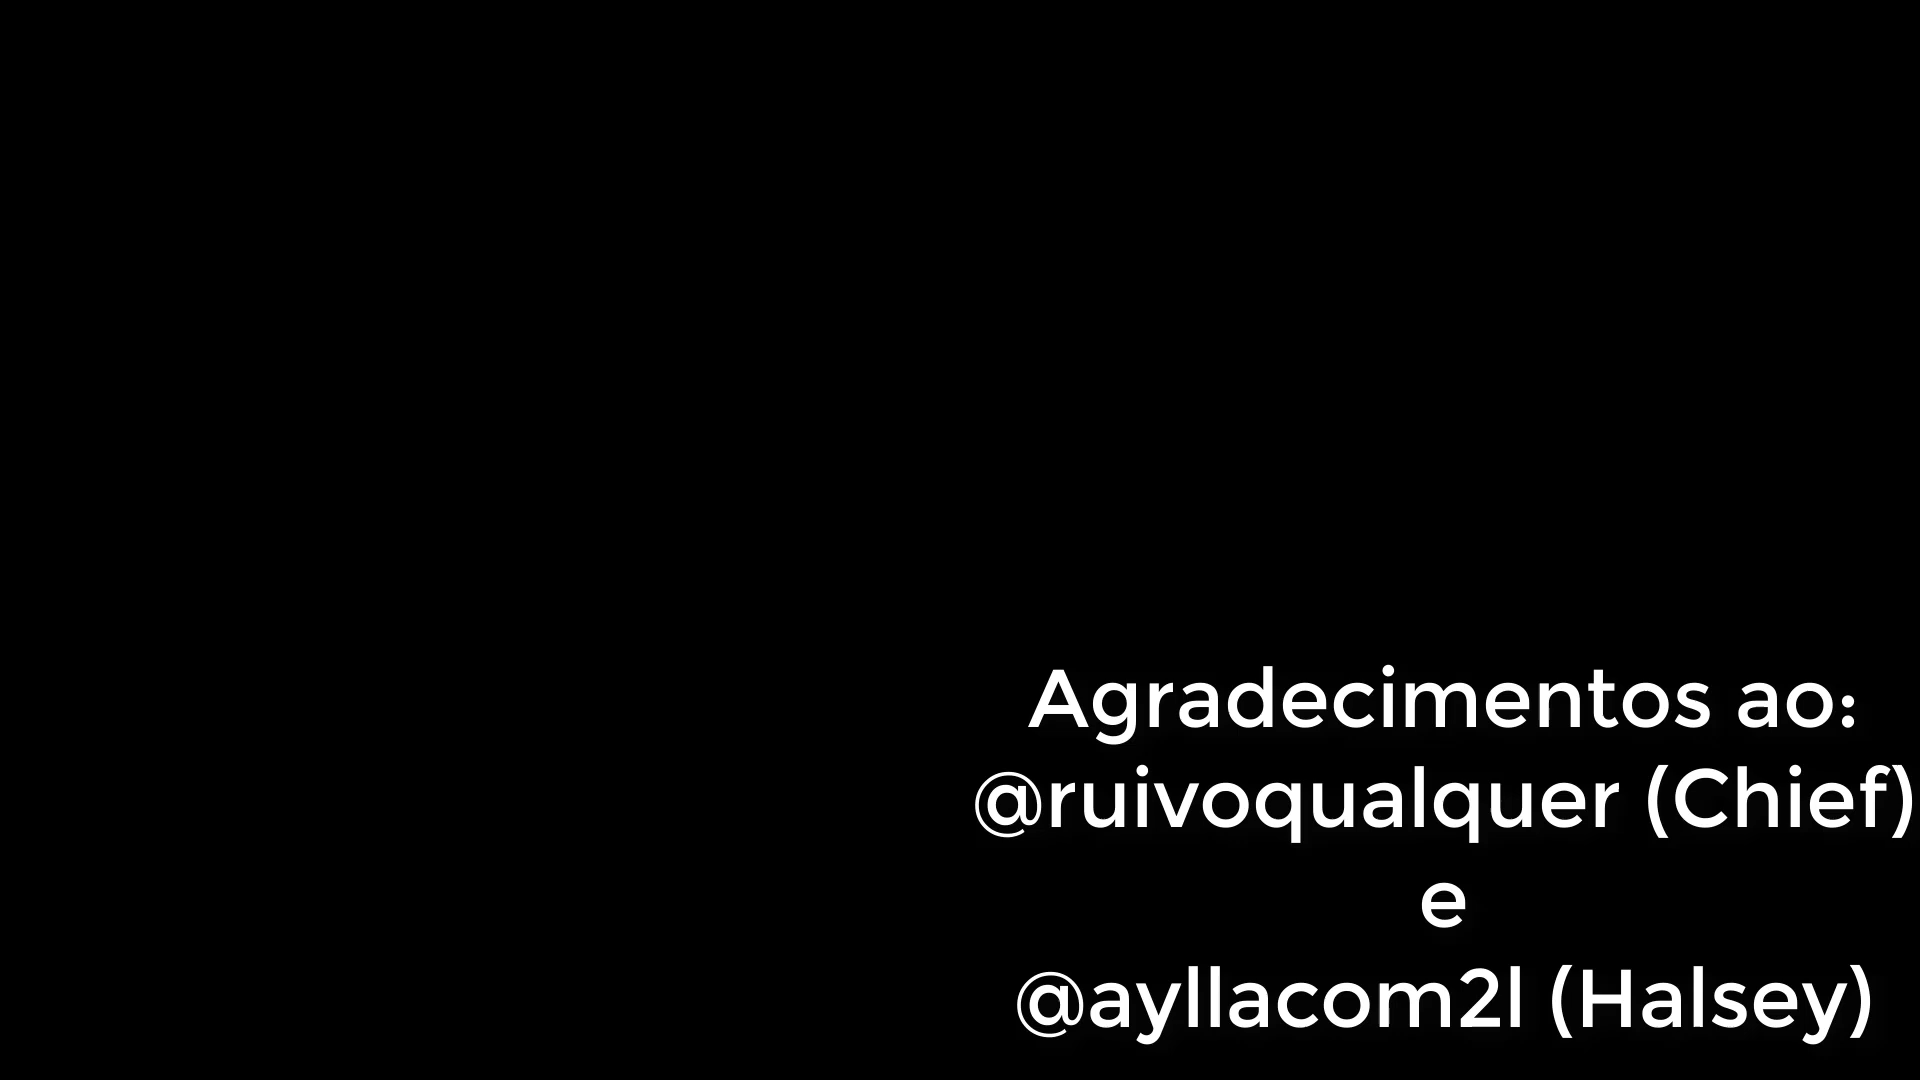 Agradecimentos ao:
@ruivoqualquer (Chief)
e
@ayllacom2l (Halsey)